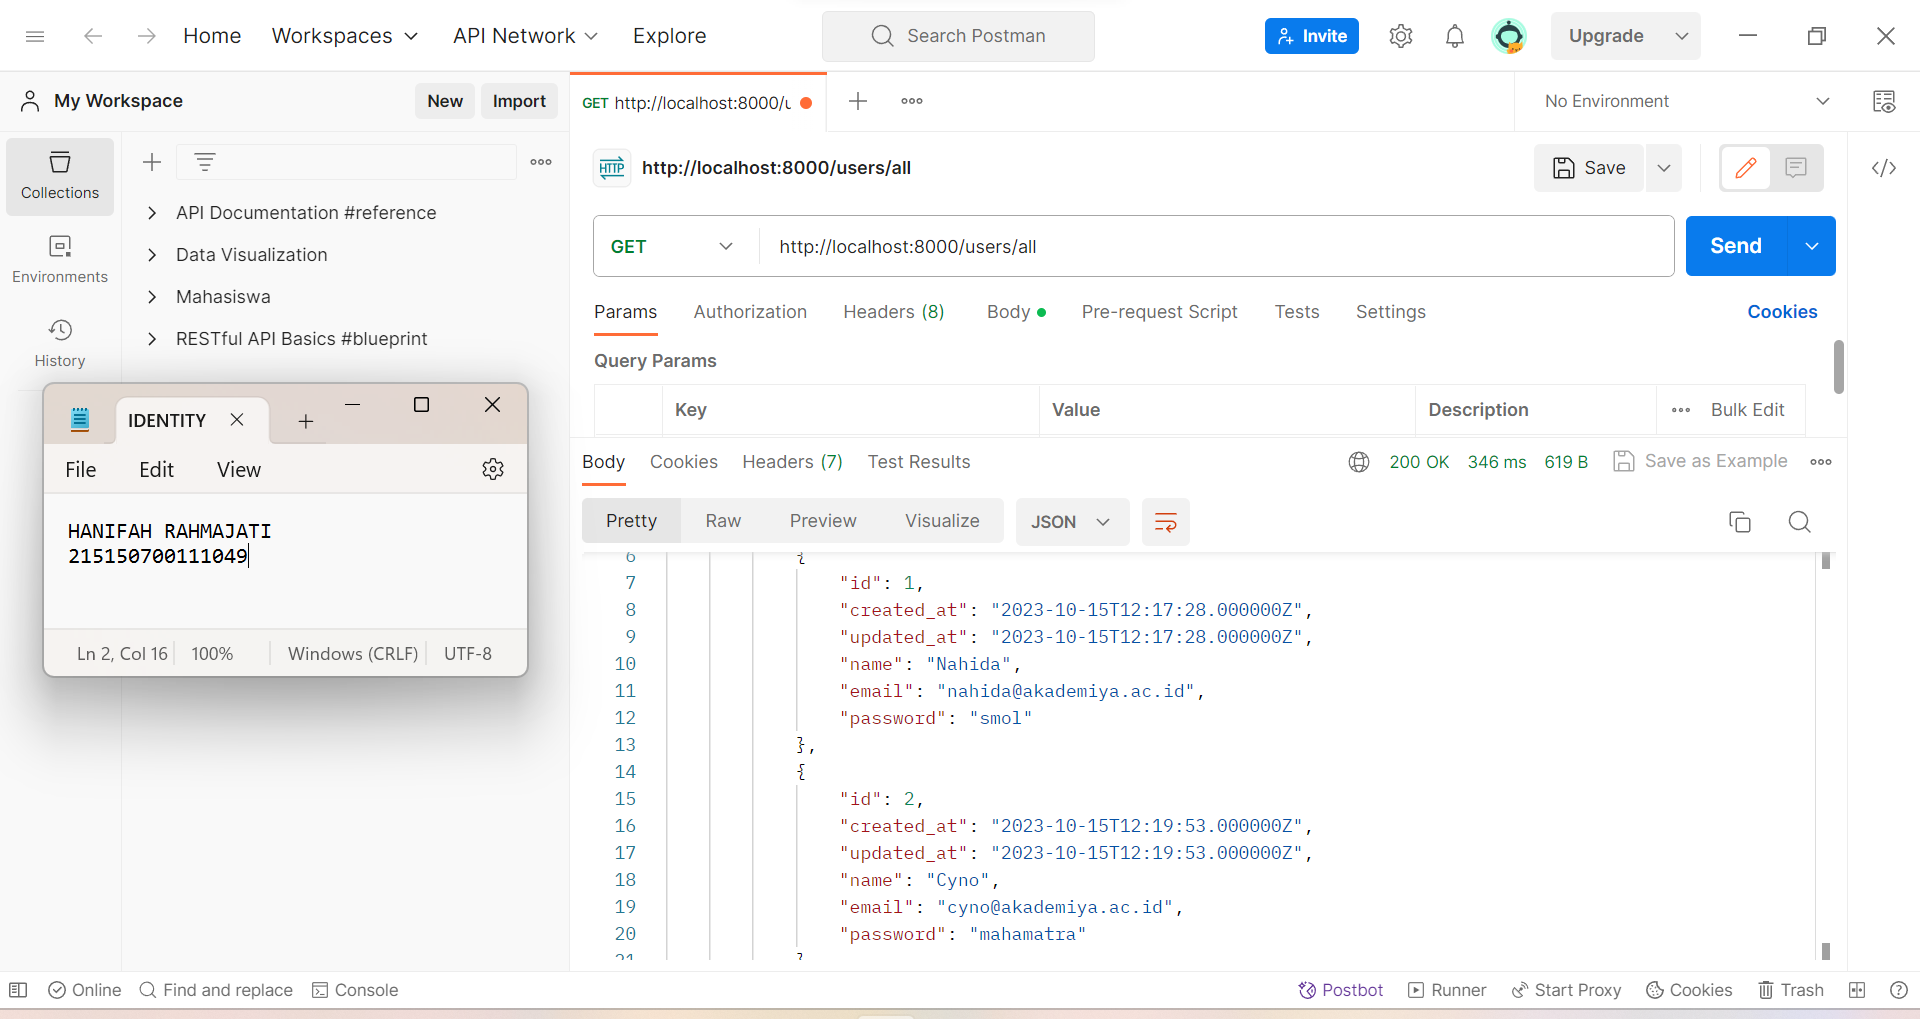 Home
Workspaces
API Network
Explore
Search Postman
Invite
Upgrade
My Workspace
New
Import
GET http://localhost:8000/u
No Environment
Collections
Environments
History
API Documentation #reference
Data Visualization
Mahasiswa
RESTful API Basics #blueprint
HTTP
http://localhost:8000/users/all
Save
GET
http://localhost:8000/users/all
Send
Params
Authorization
Headers (8)
Body
Pre-request Script
Tests
Settings
Cookies
Query Params
Key
Value
Description
Bulk Edit
Body
Cookies
Headers (7)
Test Results
200 OK
346 ms
619 B
Save as Example
Pretty
Raw
Preview
Visualize
JSON
6 {
7 "id": 1,
8 "created_at": "2023-10-15T12:17:28.000000Z",
9 "updated_at": "2023-10-15T12:17:28.000000Z",
10 "name": "Nahida",
11 "email": "nahida@akademiya.ac.id",
12 "password": "smol"
13 },
14 {
15 "id": 2,
16 "created_at": "2023-10-15T12:19:53.000000Z",
17 "updated_at": "2023-10-15T12:19:53.000000Z",
18 "name": "Cyno",
19 "email": "cyno@akademiya.ac.id",
20 "password": "mahamatra"
21 }
IDENTITY
File
Edit
View
HANIFAH RAHMAJATI
215150700111049
Ln 2, Col 16
100%
Windows (CRLF)
UTF-8
Online
Find and replace
Console
Postbot
Runner
Start Proxy
Cookies
Trash